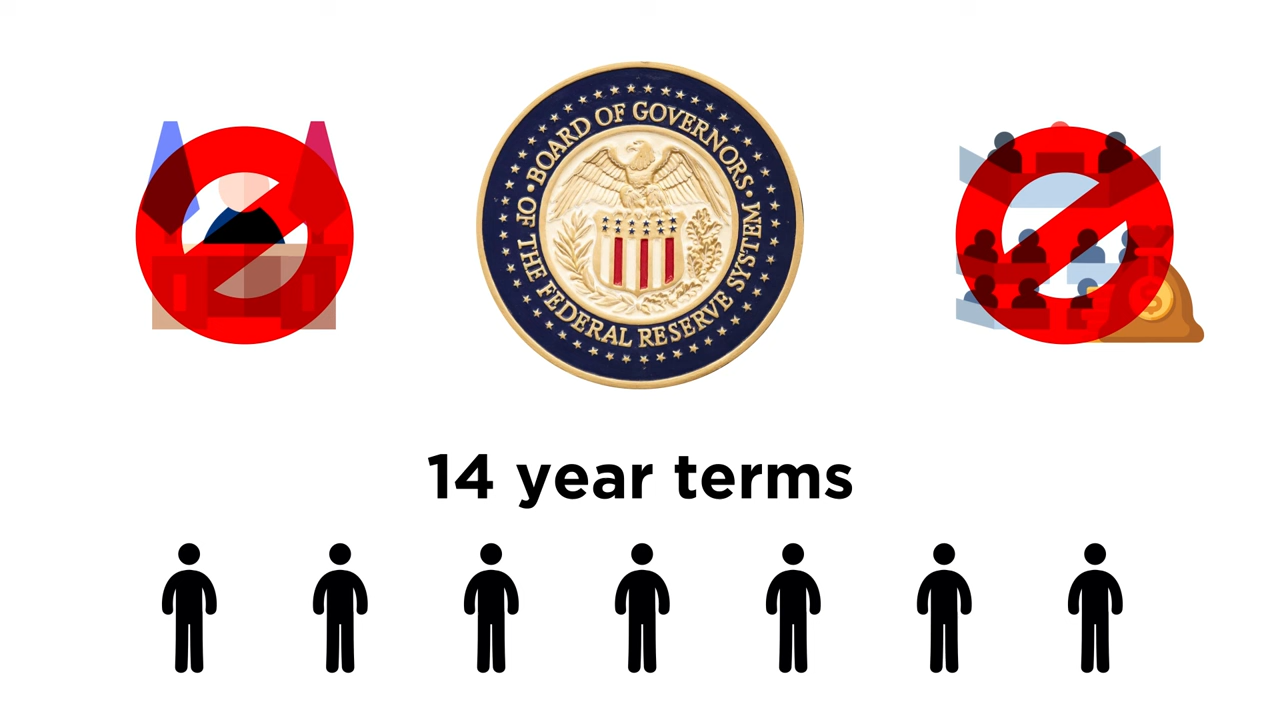 BOARD OF GOVERNORS
OF THE FEDERAL RESERVE SYSTEM
$
14 year terms